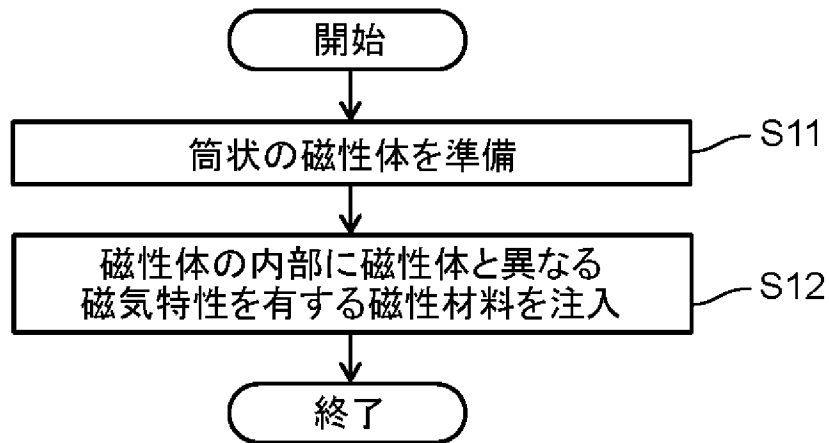 開始
筒状の磁性体を準備
S11
磁性体の内部に磁性体と異なる
磁気特性を有する磁性材料を注入
S12
終了